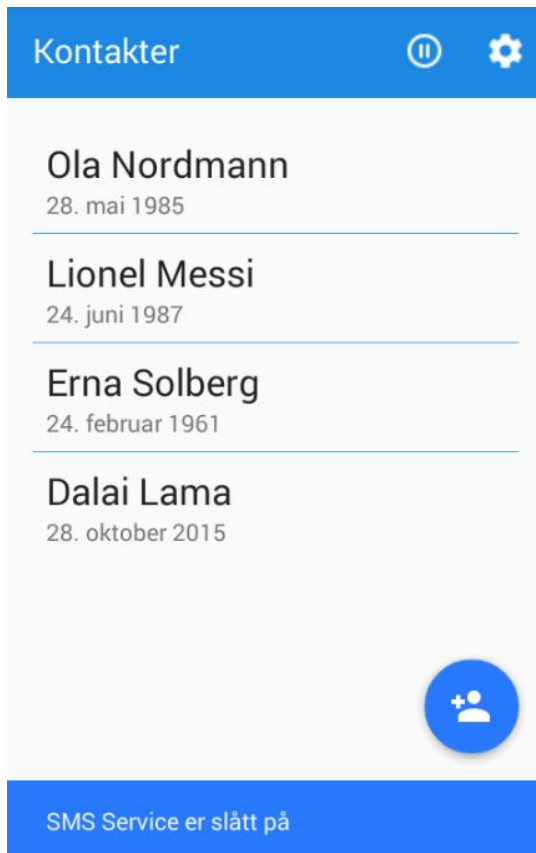 Kontakter
Ola Nordmann
28. mai 1985
Lionel Messi
24. juni 1987
Erna Solberg
24. februar 1961
Dalai Lama
28. oktober 2015
SMS Service er slått på